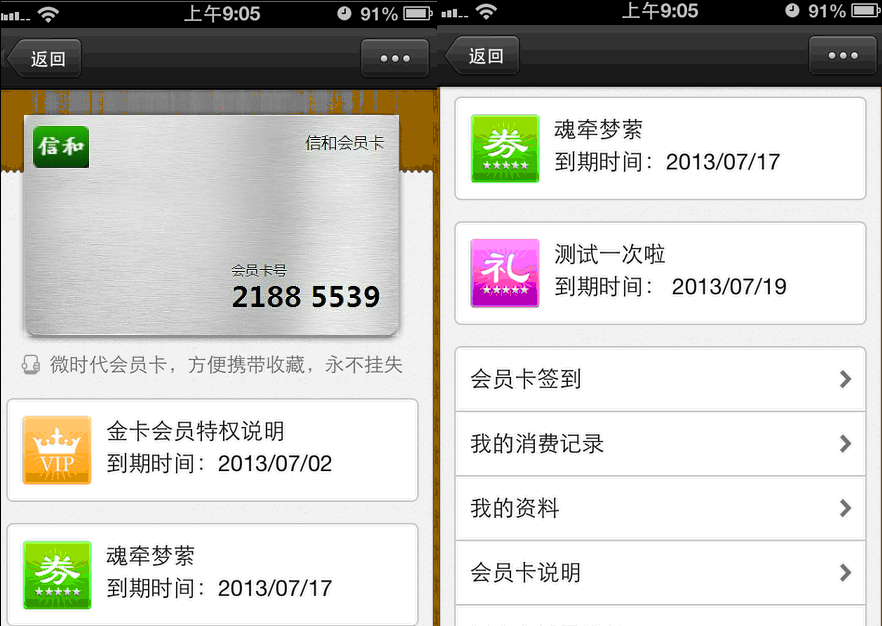 上午9:05
91%
返回
信和
信和会员卡
会员卡号
2188 5539
微时代会员卡，方便携带收藏，永不挂失
VIP
金卡会员特权说明
到期时间：2013/07/02
券
魂牵梦萦
到期时间：2013/07/17
上午9:05
91%
返回
券
魂牵梦萦
到期时间：2013/07/17
礼
测试一次啦
到期时间： 2013/07/19
会员卡签到
我的消费记录
我的资料
会员卡说明